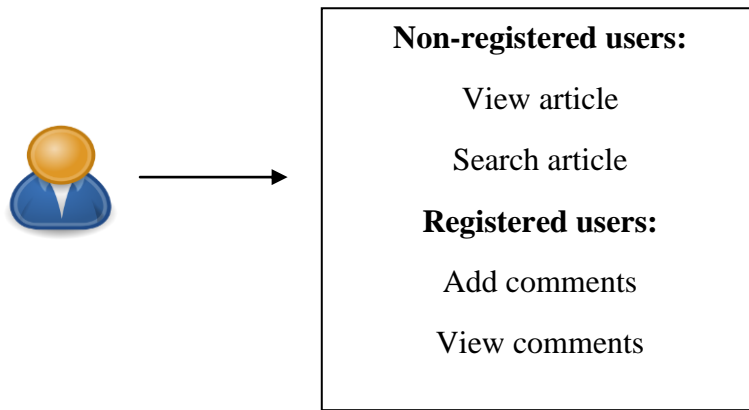 Non-registered users:
View article
Search article
Registered users:
Add comments
View comments